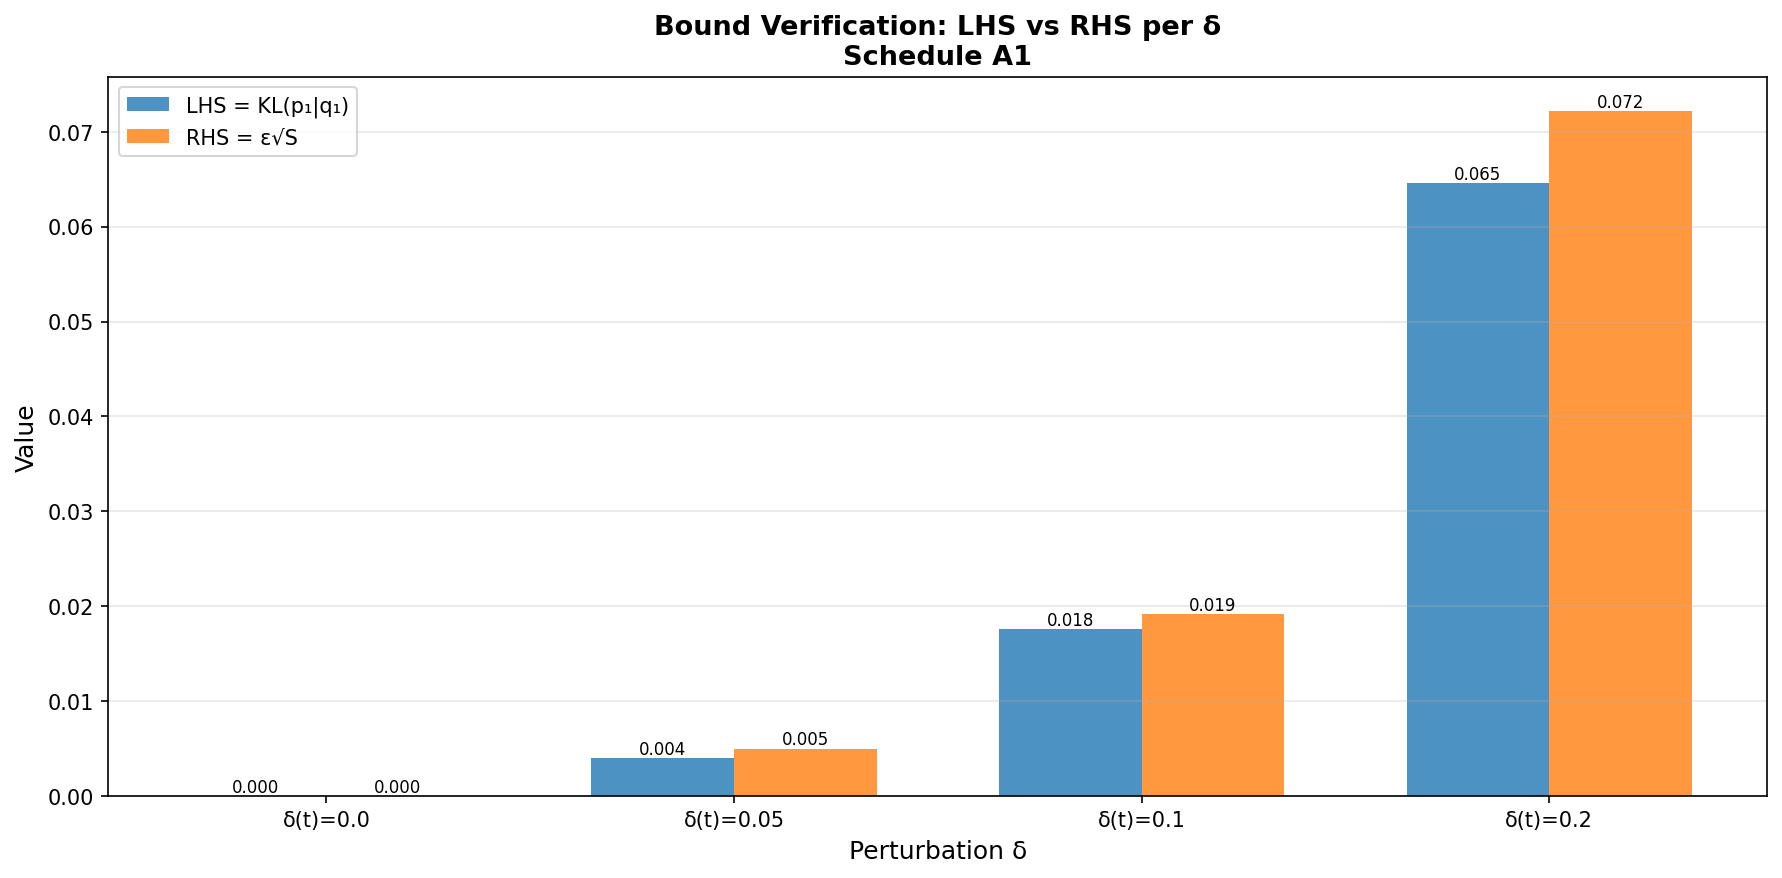 Bound Verification: LHS vs RHS per δ
Schedule A1
LHS = KL(p₁|q₁)
RHS = ε√S
Value
0.07
0.06
0.05
0.04
0.03
0.02
0.01
0.00
0.000
0.000
0.004
0.005
0.018
0.019
0.065
0.072
δ(t)=0.0
δ(t)=0.05
δ(t)=0.1
δ(t)=0.2
Perturbation δ